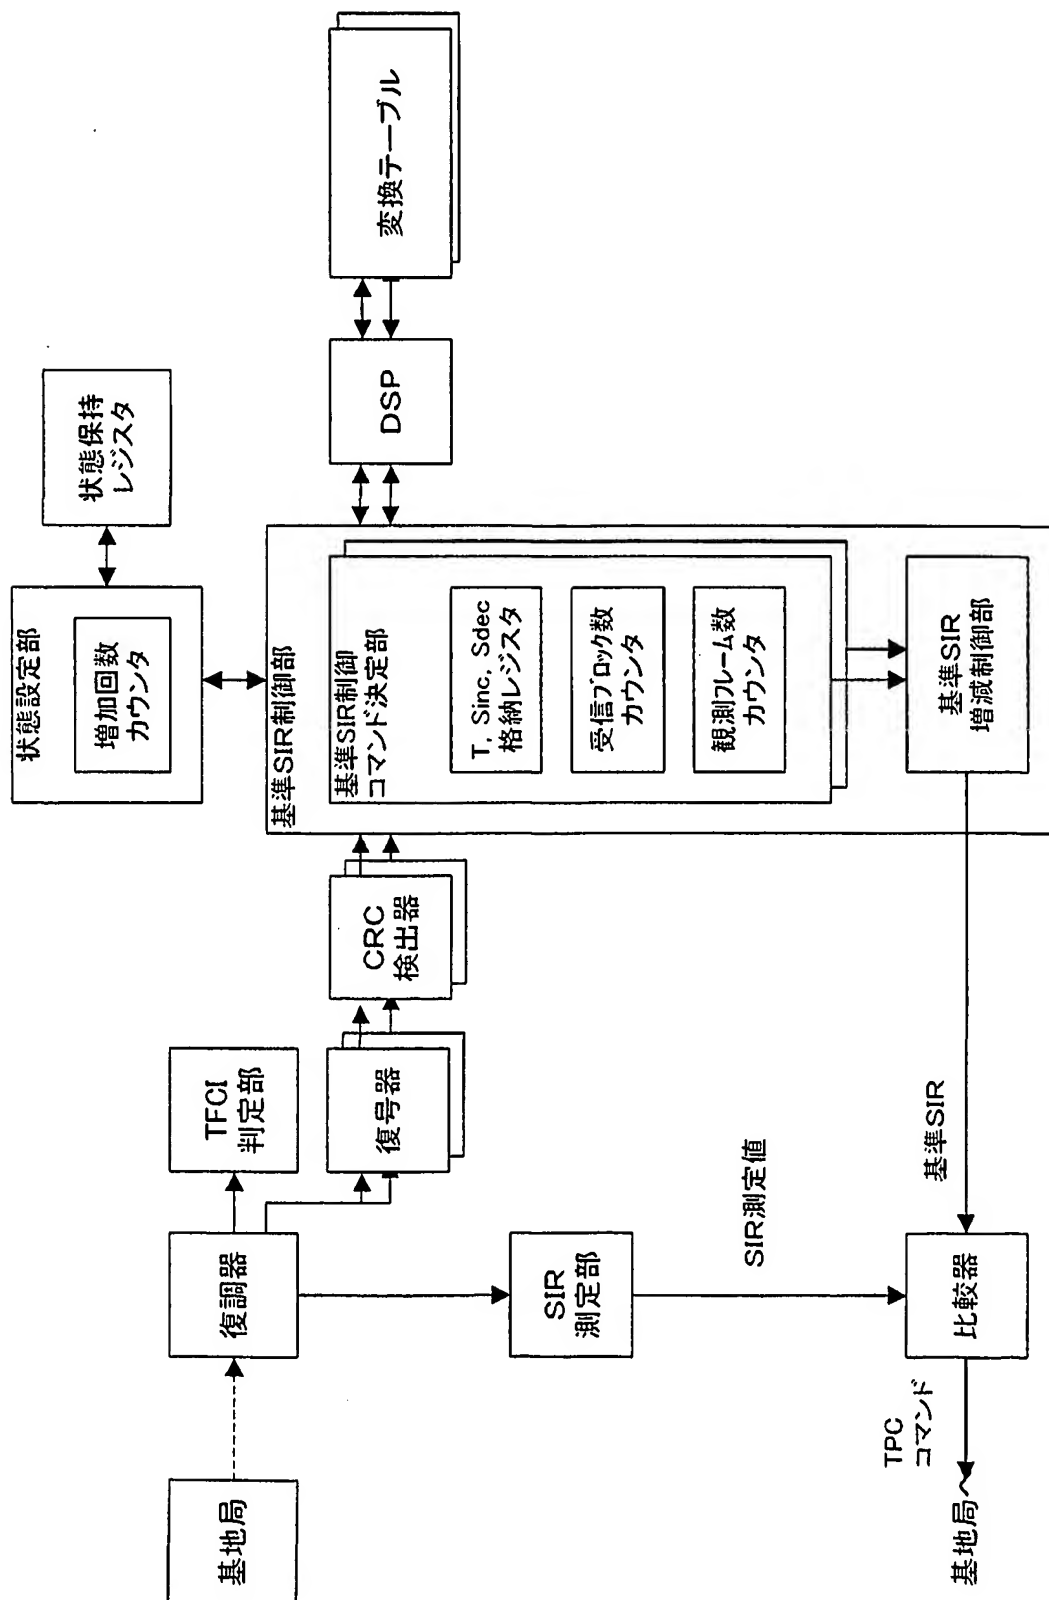 基地局
復調器
TFCI
判定部
復号器
CRC
検出器
状態設定部
増加回数
カウンタ
状態保持
レジスタ
基準SIR制御部
基準SIR制御
コマンド決定部
T, Sinc, Sdec
格納レジスタ
受信ブロック数
カウンタ
観測フレーム数
カウンタ
基準SIR
増減制御部
DSP
変換テーブル
SIR
測定部
SIR測定値
基準SIR
比較器
TPC
コマンド
基地局へ